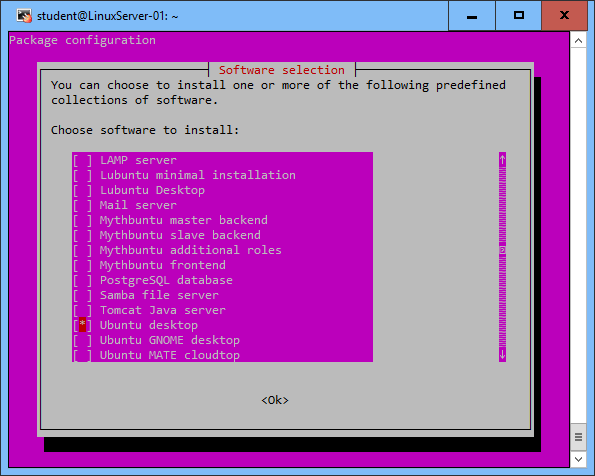 student@LinuxServer-01: ~
Package configuration
Software selection
You can choose to install one or more of the following predefined
collections of software.
Choose software to install:
[ ] LAMP server
[ ] Lubuntu minimal installation
[ ] Lubuntu Desktop
[ ] Mail server
[ ] Mythbuntu master backend
[ ] Mythbuntu slave backend
[ ] Mythbuntu additional roles
[ ] Mythbuntu frontend
[ ] PostgreSQL database
[ ] Samba file server
[ ] Tomcat Java server
[*] Ubuntu desktop
[ ] Ubuntu GNOME desktop
[ ] Ubuntu MATE cloudtop
<Ok>